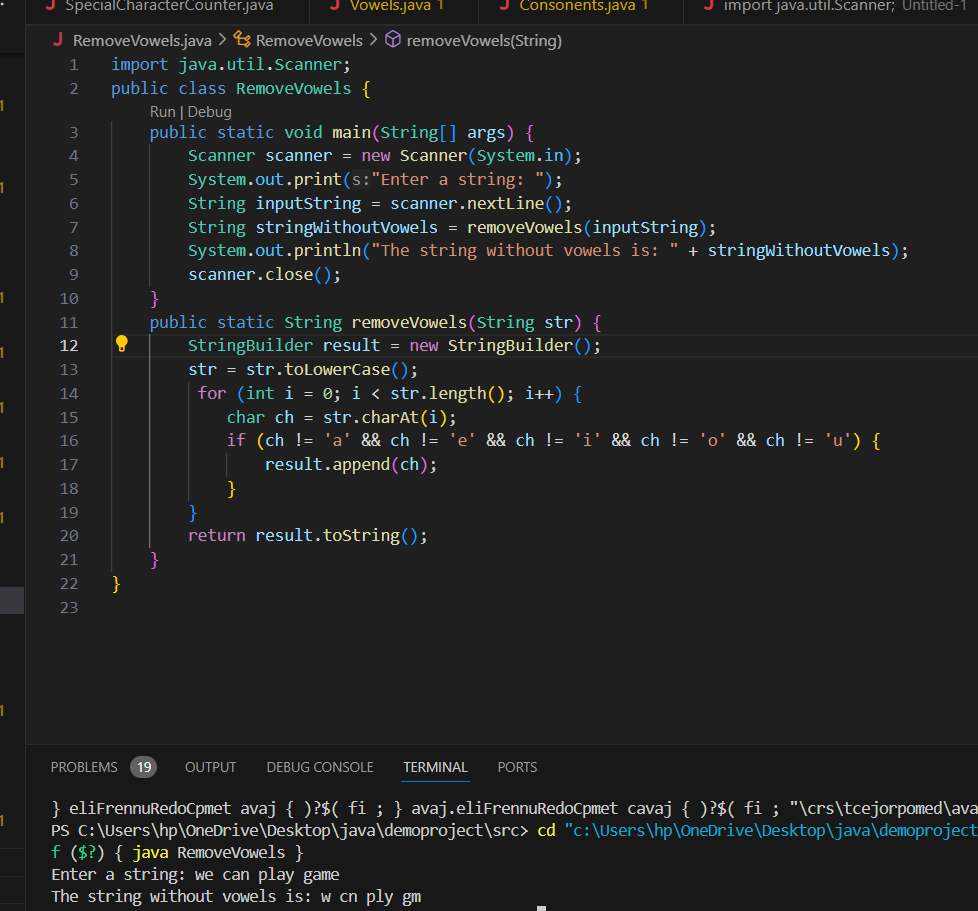 SpecialCharacterCounter.java Vowels.java 1 Consonents.java 1 import java.util.Scanner; Untitled-1
RemoveVowels.java > RemoveVowels > removeVowels(String)
1 import java.util.Scanner;
2 public class RemoveVowels {
Run | Debug
3 public static void main(String[] args) {
4 Scanner scanner = new Scanner(System.in);
5 System.out.print(s:"Enter a string: ");
6 String inputString = scanner.nextLine();
7 String stringWithoutVowels = removeVowels(inputString);
8 System.out.println("The string without vowels is: " + stringWithoutVowels);
9 scanner.close();
10 }
11 public static String removeVowels(String str) {
12 StringBuilder result = new StringBuilder();
13 str = str.toLowerCase();
14 for (int i = 0; i < str.length(); i++) {
15 char ch = str.charAt(i);
16 if (ch != 'a' && ch != 'e' && ch != 'i' && ch != 'o' && ch != 'u') {
17 result.append(ch);
18 }
19 }
20 return result.toString();
21 }
22 }
23
PROBLEMS 19 OUTPUT DEBUG CONSOLE TERMINAL PORTS
} eliFrennuRedoCpmet avaj { )?$( fi ; } avaj.eliFrennuRedoCpmet cavaj { )?$( fi ; "\crs\tcejorpomed\ava
PS C:\Users\hp\OneDrive\Desktop\java\demoproject\src> cd "c:\Users\hp\OneDrive\Desktop\java\demoproject
f ($?) { java RemoveVowels }
Enter a string: we can play game
The string without vowels is: w cn ply gm